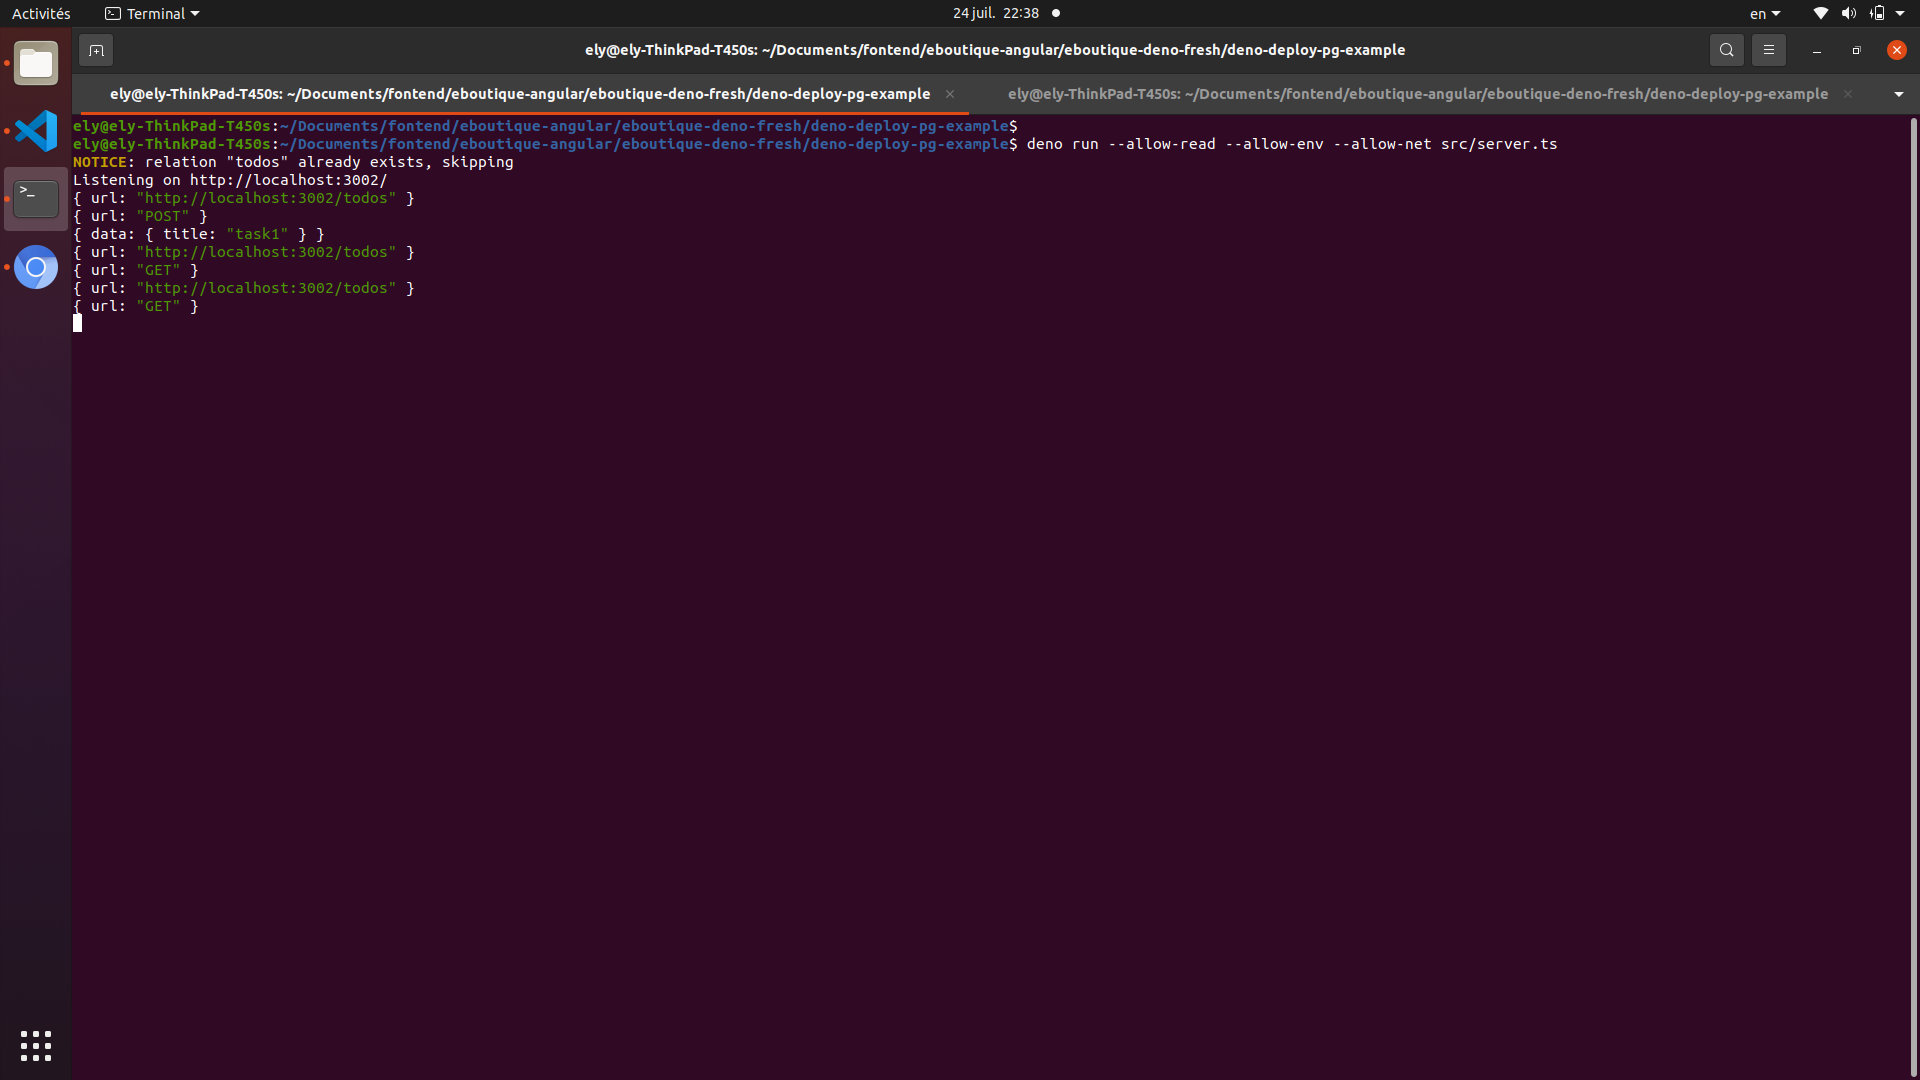 Activités Terminal 24 juil. 22:38 en
ely@ely-ThinkPad-T450s: ~/Documents/fontend/eboutique-angular/eboutique-deno-fresh/deno-deploy-pg-example
ely@ely-ThinkPad-T450s: ~/Documents/fontend/eboutique-angular/eboutique-deno-fresh/deno-deploy-pg-example ely@ely-ThinkPad-T450s: ~/Documents/fontend/eboutique-angular/eboutique-deno-fresh/deno-deploy-pg-example
ely@ely-ThinkPad-T450s:~/Documents/fontend/eboutique-angular/eboutique-deno-fresh/deno-deploy-pg-example$
ely@ely-ThinkPad-T450s:~/Documents/fontend/eboutique-angular/eboutique-deno-fresh/deno-deploy-pg-example$ deno run --allow-read --allow-env --allow-net src/server.ts
NOTICE: relation "todos" already exists, skipping
Listening on http://localhost:3002/
{ url: "http://localhost:3002/todos" }
{ url: "POST" }
{ data: { title: "task1" } }
{ url: "http://localhost:3002/todos" }
{ url: "GET" }
{ url: "http://localhost:3002/todos" }
{ url: "GET" }